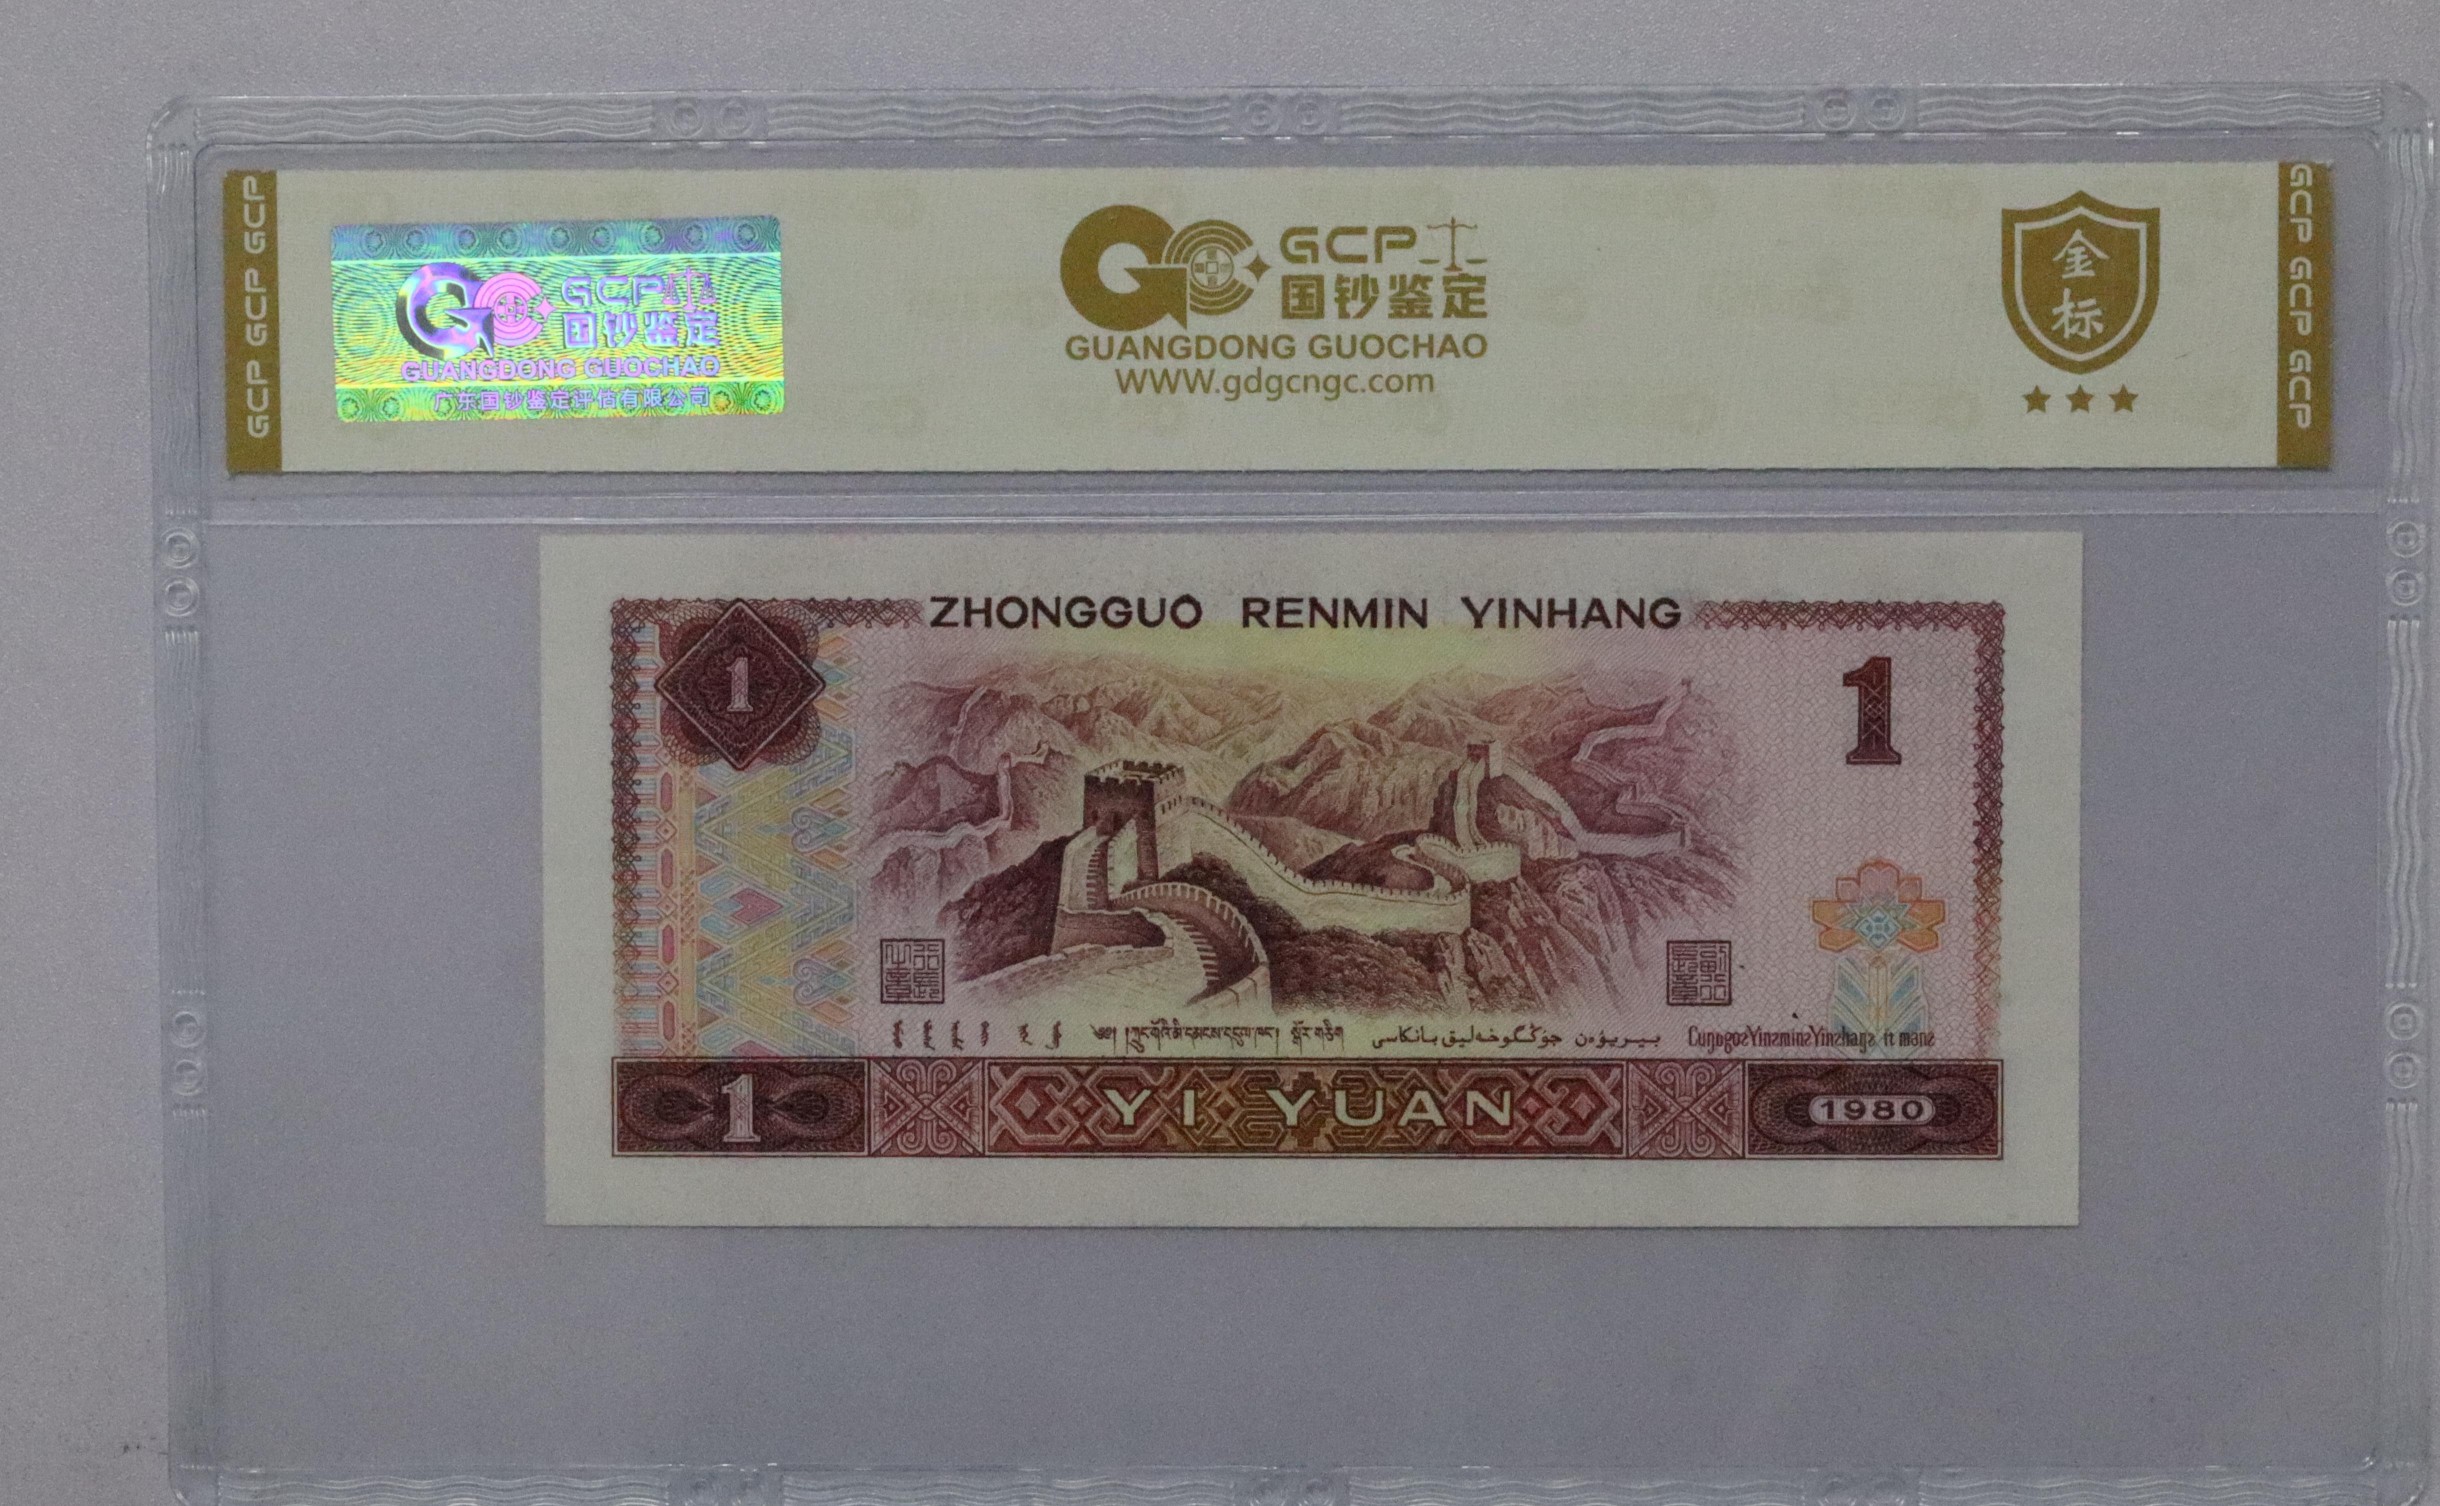 GCP GCP GCP
GCP
国钞鉴定
GUANGDONG GUOCHAO
广东国钞鉴定评估有限公司
GCP
国钞鉴定
GUANGDONG GUOCHAO
WWW.gdgcngc.com
金
标
GCP GCP GCP
ZHONGGUO RENMIN YINHANG
1
1
1
YI YUAN
1980